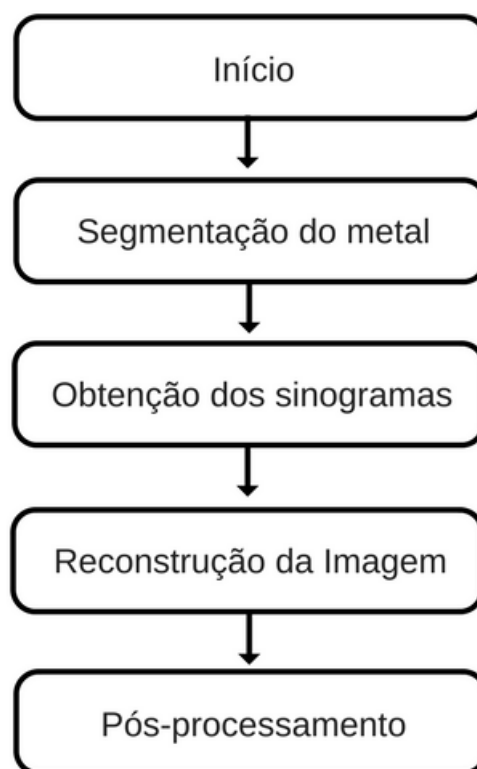 Início
Segmentação do metal
Obtenção dos sinogramas
Reconstrução da Imagem
Pós-processamento